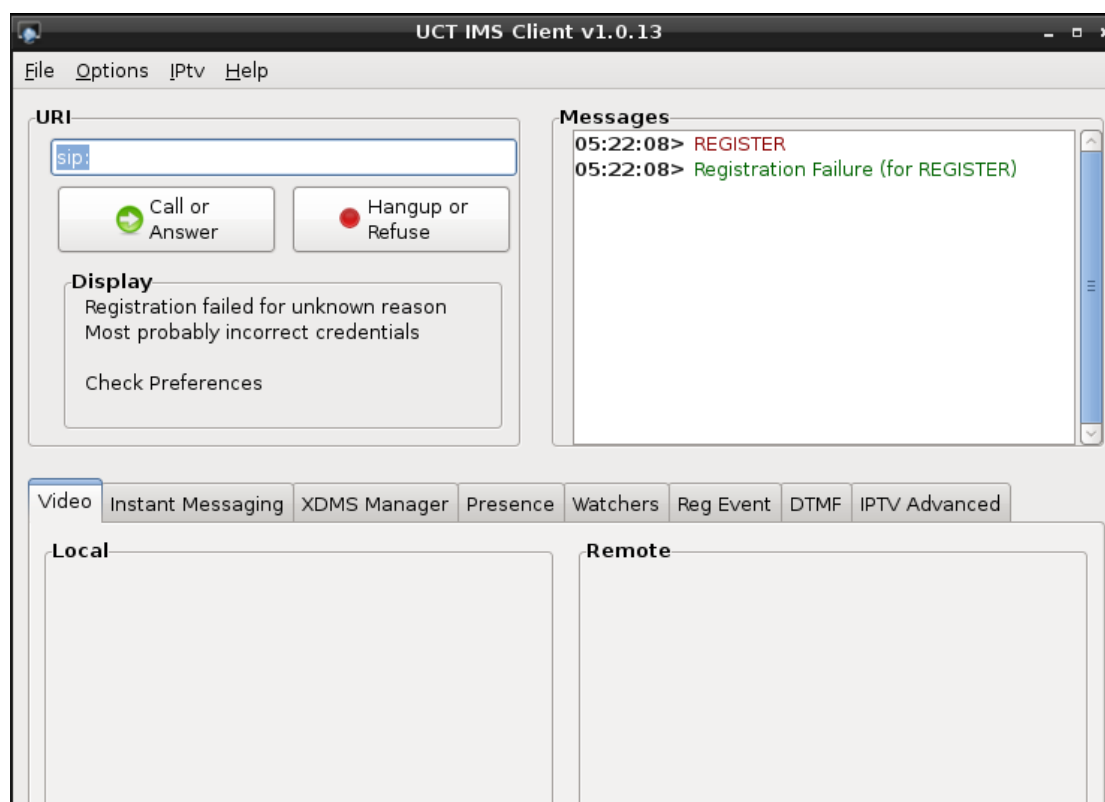 UCT IMS Client v1.0.13
File Options IPtv Help
URI
sip:
Call or
Answer
Hangup or
Refuse
Display
Registration failed for unknown reason
Most probably incorrect credentials
Check Preferences
Messages
05:22:08> REGISTER
05:22:08> Registration Failure (for REGISTER)
Video Instant Messaging XDMS Manager Presence Watchers Reg Event DTMF IPTV Advanced
Local
Remote